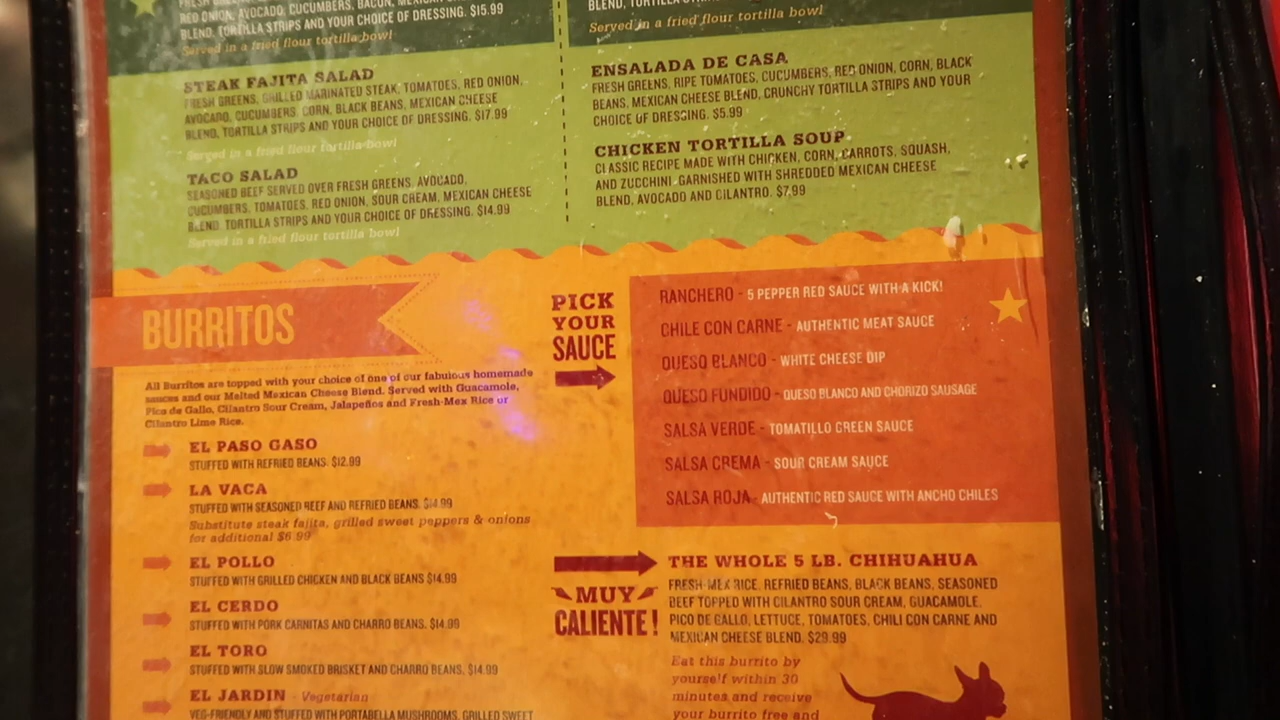 RED ONION, AVOCADO, CUCUMBERS, BACON, MEXICAN
BLEND, TORTILLA STRIPS AND YOUR CHOICE OF DRESSING. $15.99
Served in a fried flour tortilla bowl
STEAK FAJITA SALAD
FRESH GREENS, GRILLED MARINATED STEAK, TOMATOES, RED ONION,
AVOCADO, CUCUMBERS, CORN, BLACK BEANS, MEXICAN CHEESE
BLEND, TORTILLA STRIPS AND YOUR CHOICE OF DRESSING. $17.99
Served in a fried flour tortilla bowl
TACO SALAD
SEASONED BEEF SERVED OVER FRESH GREENS, AVOCADO,
CUCUMBERS, TOMATOES, RED ONION, SOUR CREAM, MEXICAN CHEESE
BLEND, TORTILLA STRIPS AND YOUR CHOICE OF DRESSING. $14.99
Served in a fried flour tortilla bowl
BLEND, TORTILLA STRIPS
Served in a fried flour tortilla bowl
ENSALADA DE CASA
FRESH GREENS, RIPE TOMATOES, CUCUMBERS, RED ONION, CORN, BLACK
BEANS, MEXICAN CHEESE BLEND, CRUNCHY TORTILLA STRIPS AND YOUR
CHOICE OF DRESSING. $5.99
CHICKEN TORTILLA SOUP
CLASSIC RECIPE MADE WITH CHICKEN, CORN, CARROTS, SQUASH,
AND ZUCCHINI. GARNISHED WITH SHREDDED MEXICAN CHEESE
BLEND, AVOCADO AND CILANTRO. $7.99
BURRITOS
All Burritos are topped with your choice of one of our fabulous homemade
sauces and our Melted Mexican Cheese Blend. Served with Guacamole,
Pico de Gallo, Cilantro Sour Cream, Jalapeños and Fresh-Mex Rice or
Cilantro Lime Rice.
EL PASO GASO
STUFFED WITH REFRIED BEANS. $12.99
LA VACA
STUFFED WITH SEASONED BEEF AND REFRIED BEANS. $14.99
Substitute steak fajita, grilled sweet peppers & onions
for additional $6.99
EL POLLO
STUFFED WITH GRILLED CHICKEN AND BLACK BEANS $14.99
EL CERDO
STUFFED WITH PORK CARNITAS AND CHARRO BEANS. $14.99
EL TORO
STUFFED WITH SLOW SMOKED BRISKET AND CHARRO BEANS. $14.99
EL JARDIN - Vegetarian
VEG-FRIENDLY AND STUFFED WITH PORTABELLA MUSHROOMS, GRILLED SWEET
PICK
YOUR
SAUCE
RANCHERO - 5 PEPPER RED SAUCE WITH A KICK!
CHILE CON CARNE - AUTHENTIC MEAT SAUCE
QUESO BLANCO - WHITE CHEESE DIP
QUESO FUNDIDO - QUESO BLANCO AND CHORIZO SAUSAGE
SALSA VERDE - TOMATILLO GREEN SAUCE
SALSA CREMA - SOUR CREAM SAUCE
SALSA ROJA - AUTHENTIC RED SAUCE WITH ANCHO CHILES
MUY
CALIENTE!
THE WHOLE 5 LB. CHIHUAHUA
FRESH-MEX RICE, REFRIED BEANS, BLACK BEANS, SEASONED
BEEF TOPPED WITH CILANTRO SOUR CREAM, GUACAMOLE,
PICO DE GALLO, LETTUCE, TOMATOES, CHILI CON CARNE AND
MEXICAN CHEESE BLEND. $29.99
Eat this burrito by
yourself within 30
minutes and receive
your burrito free and